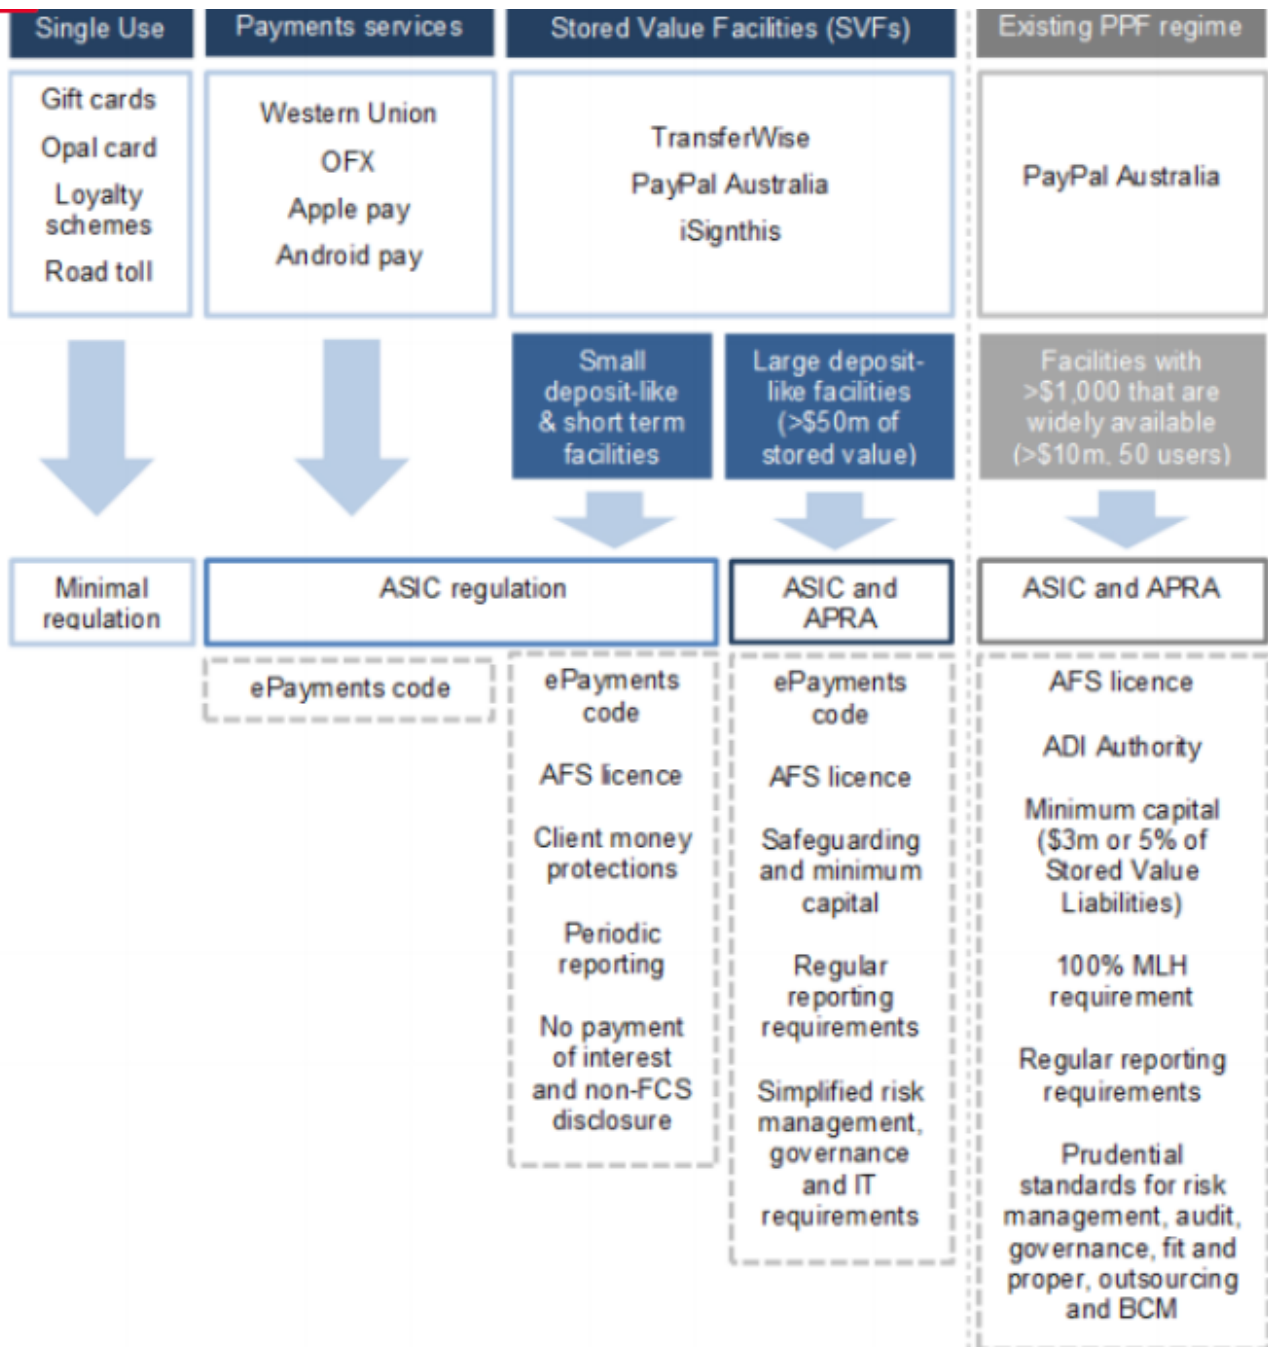 Single Use
Payments services
Stored Value Facilities (SVFs)
Existing PPF regime
Gift cards
Opal card
Loyalty
schemes
Road toll
Western Union
OFX
Apple pay
Android pay
TransferWise
PayPal Australia
iSignthis
PayPal Australia
Small
deposit-like
& short term
facilities
Large deposit-
like facilities
(>$50m of
stored value)
Facilities with
>$1,000 that are
widely available
(>$10m, 50 users)
Minimal
regulation
ASIC regulation
ASIC and
APRA
ASIC and APRA
ePayments code
ePayments
code
AFS licence
Client money
protections
Periodic
reporting
No payment
of interest
and non-FCS
disclosure
ePayments
code
AFS licence
Safeguarding
and minimum
capital
Regular
reporting
requirements
Simplified risk
management,
governance
and IT
requirements
AFS licence
ADI Authority
Minimum capital
($3m or 5% of
Stored Value
Liabilities)
100% MLH
requirement
Regular reporting
requirements
Prudential
standards for risk
management, audit,
governance, fit and
proper, outsourcing
and BCM